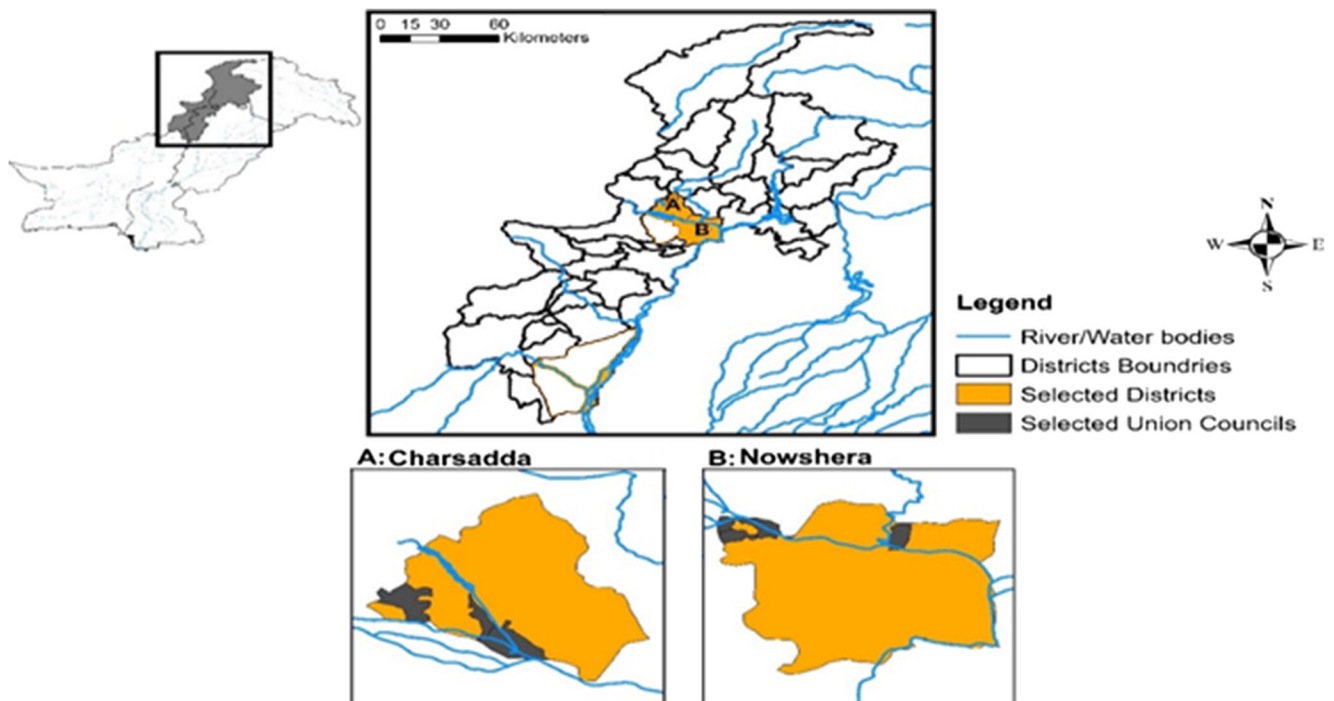 0 15 30 60
Kilometers
A
B
N
W E
S
Legend
River/Water bodies
Districts Boundries
Selected Districts
Selected Union Councils
A: Charsadda
B: Nowshera